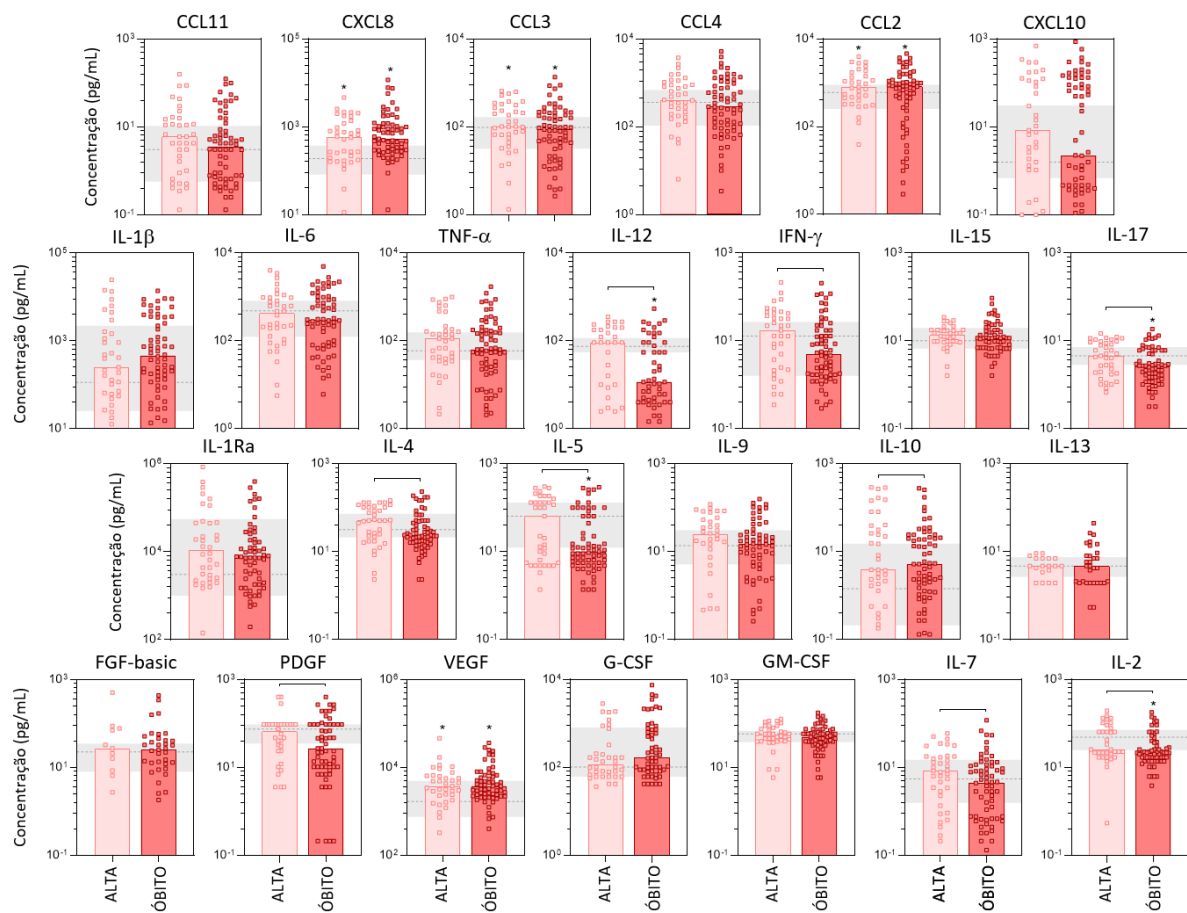 CCL11 CXCL8 CCL3 CCL4 CCL2 CXCL10
Concentração (pg/mL)
10³ 10¹ 10⁻¹
10⁵ 10³ 10¹
10⁴ 10² 10⁰
10⁴ 10² 10⁰
10⁴ 10² 10⁰
10³ 10¹ 10⁻¹
* * * * * *
IL-1β IL-6 TNF-α IL-12 IFN-γ IL-15 IL-17
Concentração (pg/mL)
10⁵ 10³ 10¹
10⁴ 10² 10⁰
10⁴ 10² 10⁰
10³ 10¹ 10⁻¹
10³ 10¹ 10⁻¹
10³ 10¹ 10⁻¹
10³ 10¹ 10⁻¹
* *
IL-1Ra IL-4 IL-5 IL-9 IL-10 IL-13
Concentração (pg/mL)
10⁶ 10⁴ 10²
10³ 10¹ 10⁻¹
10³ 10¹ 10⁻¹
10³ 10¹ 10⁻¹
10³ 10¹ 10⁻¹
10³ 10¹ 10⁻¹
*
FGF-basic PDGF VEGF G-CSF GM-CSF IL-7 IL-2
Concentração (pg/mL)
10³ 10¹ 10⁻¹
10³ 10¹ 10⁻¹
10⁶ 10³ 10⁰
10⁴ 10² 10⁰
10³ 10¹ 10⁻¹
10³ 10¹ 10⁻¹
10³ 10¹ 10⁻¹
* * *
ALTA ÓBITO ALTA ÓBITO ALTA ÓBITO ALTA ÓBITO ALTA ÓBITO ALTA ÓBITO ALTA ÓBITO